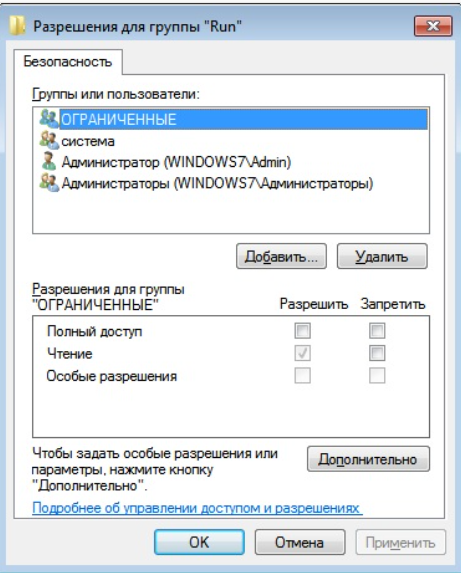 Разрешения для группы "Run"
Безопасность
Группы или пользователи:
ОГРАНИЧЕННЫЕ
система
Администратор (WINDOWS7\Admin)
Администраторы (WINDOWS7\Администраторы)
Добавить... Удалить
Разрешения для группы
"ОГРАНИЧЕННЫЕ" Разрешить Запретить
Полный доступ
Чтение
Особые разрешения
Чтобы задать особые разрешения или
параметры, нажмите кнопку
"Дополнительно".
Дополнительно
Подробнее об управлении доступом и разрешениях
OK Отмена Применить